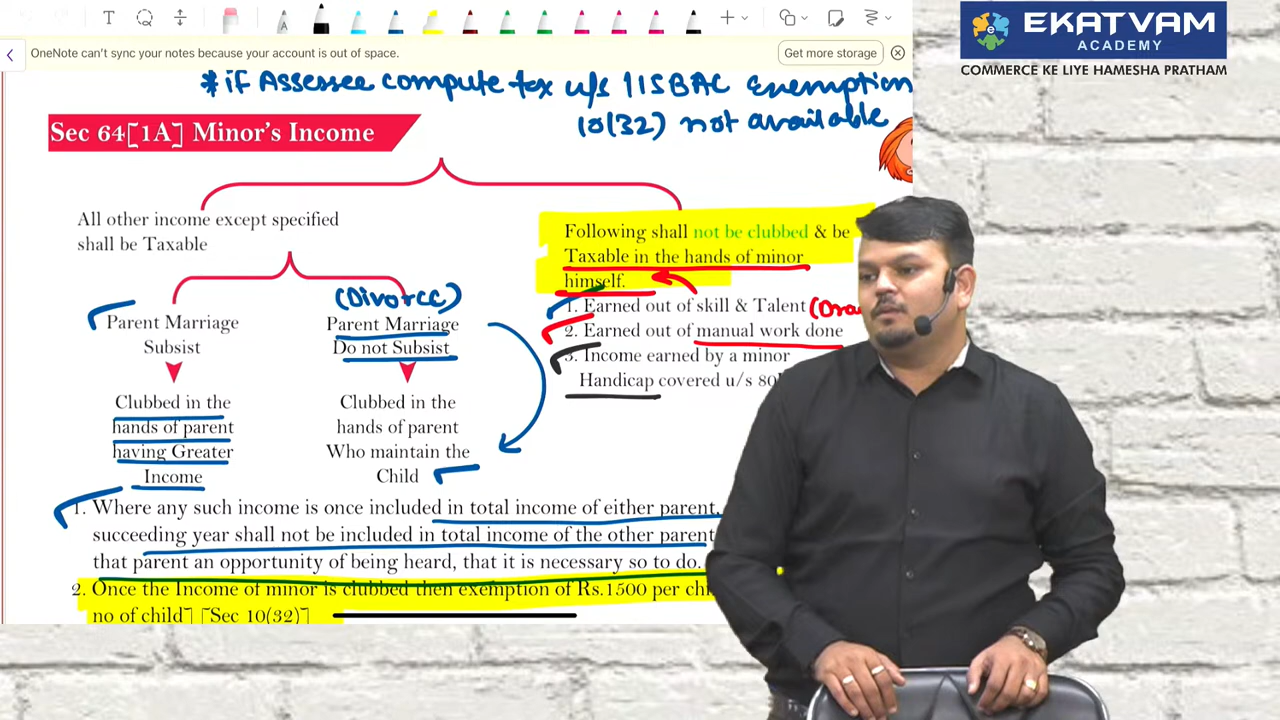 OneNote can't sync your notes because your account is out of space.
Get more storage
EKATVAM
ACADEMY
COMMERCE KE LIYE HAMESHA PRATHAM
* if Assessee compute tax u/s 115BAC exemption
10(32) not available
Sec 64[1A] Minor's Income
All other income except specified
shall be Taxable
(Divorce)
Parent Marriage
Subsist
Parent Marriage
Do not Subsist
Clubbed in the
hands of parent
having Greater
Income
Clubbed in the
hands of parent
Who maintain the
Child
Following shall not be clubbed & be
Taxable in the hands of minor
himself.
1. Earned out of skill & Talent
2. Earned out of manual work done
3. Income earned by a minor
Handicap covered u/s
1. Where any such income is once included in total income of either parent,
succeeding year shall not be included in total income of the other parent
that parent an opportunity of being heard, that it is necessary so to do.
2. Once the Income of minor is clubbed then exemption of Rs.1500 per
no of child] [Sec 10(32)]